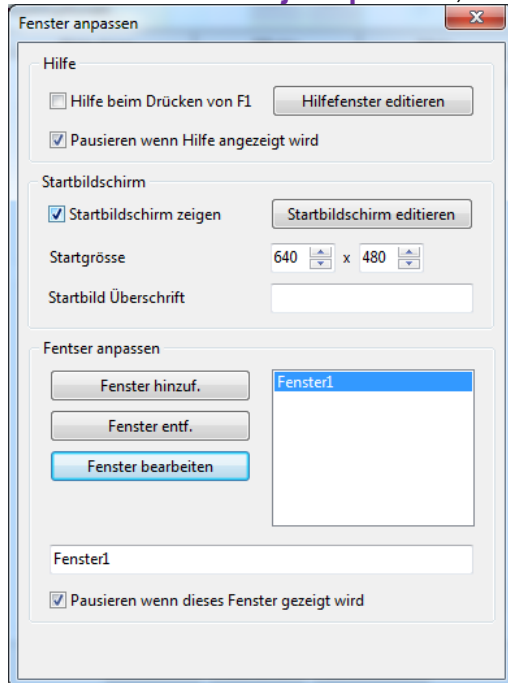 Fenster anpassen
Hilfe
Hilfe beim Drücken von F1
Hilfefenster editieren
Pausieren wenn Hilfe angezeigt wird
Startbildschirm
Startbildschirm zeigen
Startbildschirm editieren
Startgrösse
640 x 480
Startbild Überschrift
Fentser anpassen
Fenster hinzuf.
Fenster1
Fenster entf.
Fenster bearbeiten
Fenster1
Pausieren wenn dieses Fenster gezeigt wird